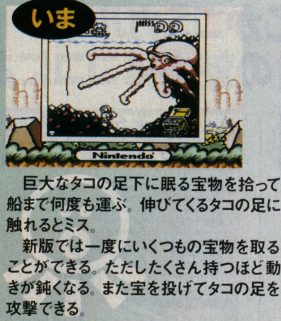 いま
Nintendo
巨大なタコの足下に眠る宝物を拾って
船まで何度も運ぶ。伸びてくるタコの足に
触れるとミス。
新版では一度にいくつもの宝物を取る
ことができる。ただしたくさん持つほど動
きが鈍くなる。また宝を投げてタコの足を
攻撃できる。